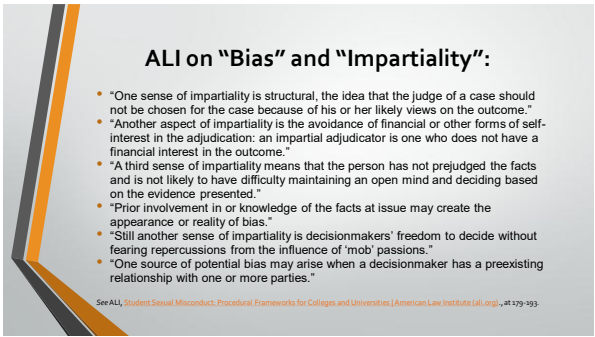 ALI on “Bias” and “Impartiality”:
• “One sense of impartiality is structural, the idea that the judge of a case should
not be chosen for the case because of his or her likely views on the outcome.”
• “Another aspect of impartiality is the avoidance of financial or other forms of self-
interest in the adjudication: an impartial adjudicator is one who does not have a
financial interest in the outcome.”
• “A third sense of impartiality means that the person has not prejudged the facts
and is not likely to have difficulty maintaining an open mind and deciding based
on the evidence presented.”
• “Prior involvement in or knowledge of the facts at issue may create the
appearance or reality of bias.”
• “Still another sense of impartiality is decisionmakers’ freedom to decide without
fearing repercussions from the influence of ‘mob’ passions.”
• “One source of potential bias may arise when a decisionmaker has a preexisting
relationship with one or more parties.”
See ALI, Student Sexual Misconduct: Procedural Frameworks for Colleges and Universities | American Law Institute (ali.org)., at 179-193.